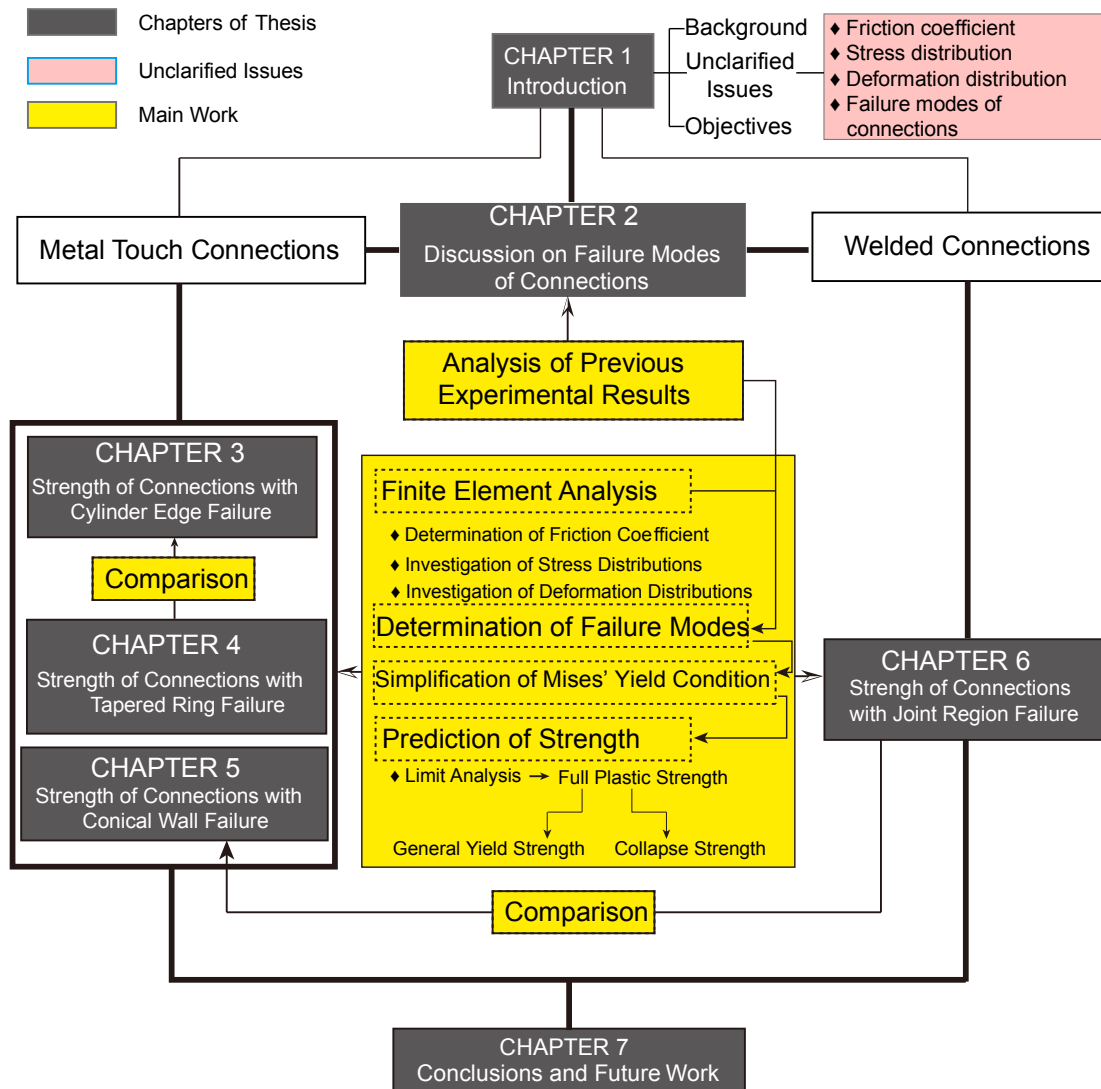 Chapters of Thesis
Unclarified Issues
Main Work
CHAPTER 1
Introduction
Background
Unclarified
Issues
Objectives
♦ Friction coefficient
♦ Stress distribution
♦ Deformation distribution
♦ Failure modes of
connections
Metal Touch Connections
CHAPTER 2
Discussion on Failure Modes
of Connections
Welded Connections
Analysis of Previous
Experimental Results
CHAPTER 3
Strength of Connections with
Cylinder Edge Failure
Comparison
CHAPTER 4
Strength of Connections with
Tapered Ring Failure
CHAPTER 5
Strength of Connections with
Conical Wall Failure
Finite Element Analysis
♦ Determination of Friction Coefficient
♦ Investigation of Stress Distributions
♦ Investigation of Deformation Distributions
Determination of Failure Modes
Simplification of Mises' Yield Condition
Prediction of Strength
♦ Limit Analysis → Full Plastic Strength
General Yield Strength
Collapse Strength
CHAPTER 6
Strengh of Connections
with Joint Region Failure
Comparison
CHAPTER 7
Conclusions and Future Work